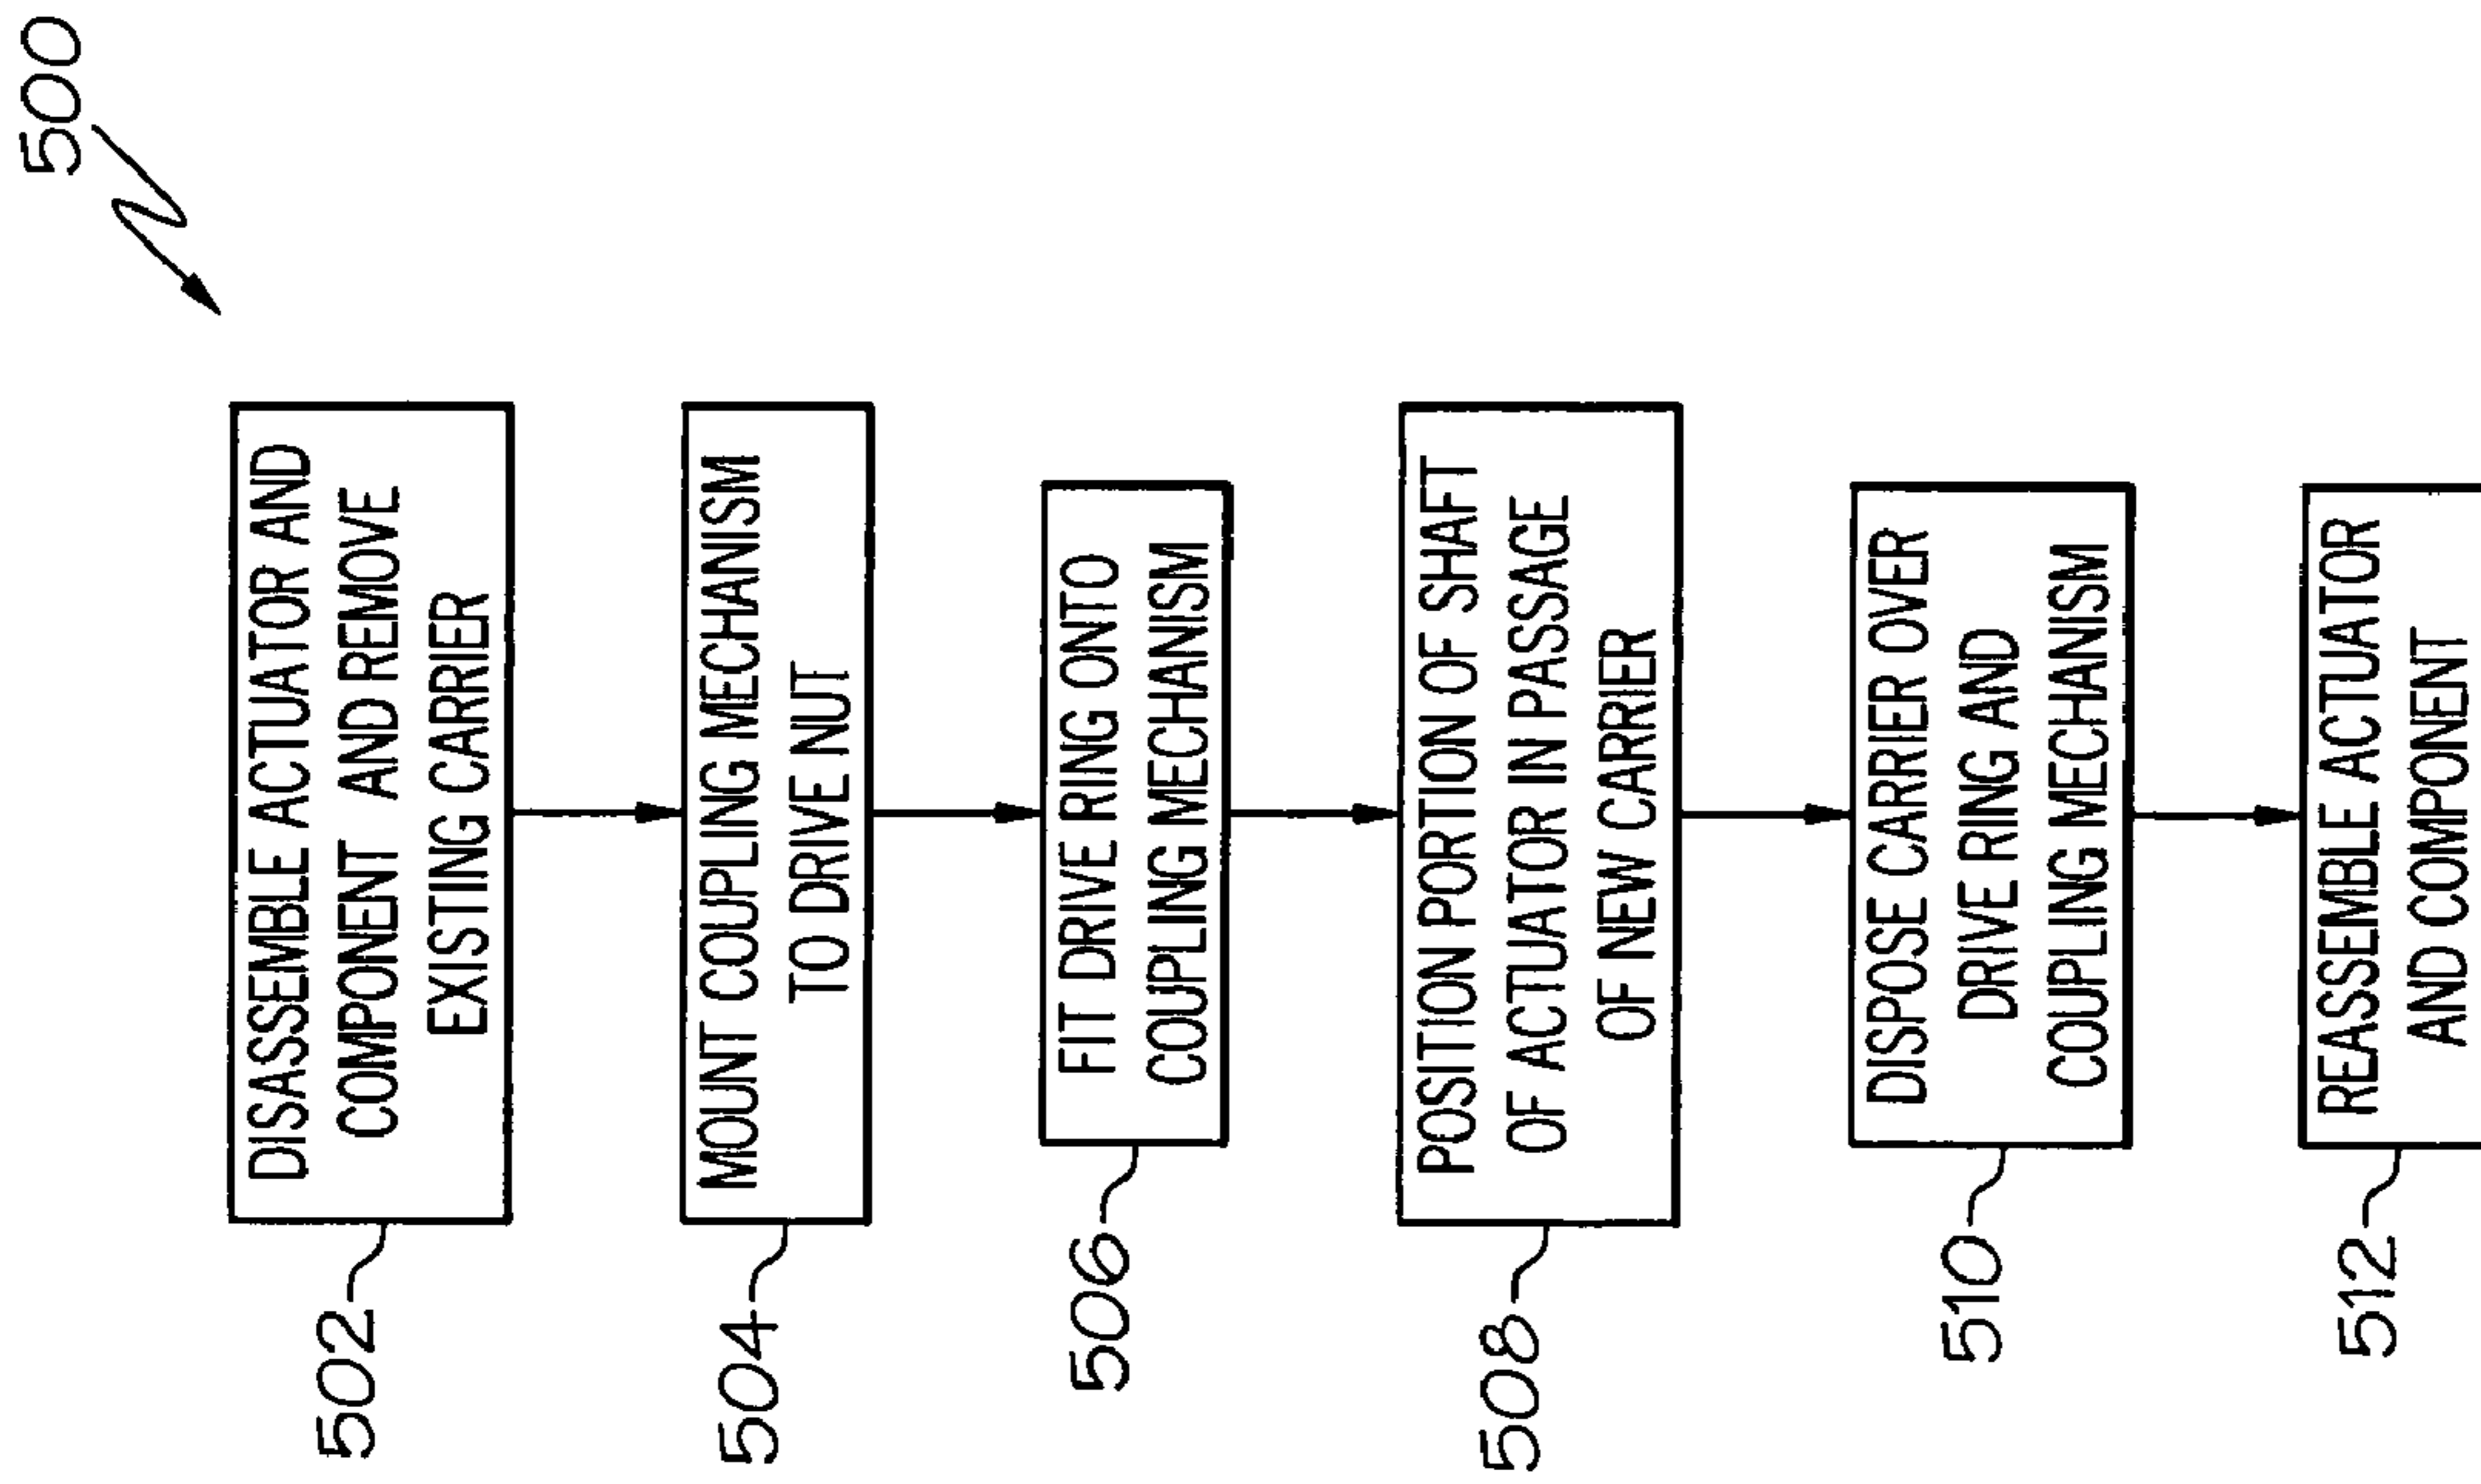 500
502
DISASSEMBLE ACTUATOR AND
COMPONENT AND REMOVE
EXISTING CARRIER
504
MOUNT COUPLING MECHANISM
TO DRIVE NUT
506
FIT DRIVE RING ONTO
COUPLING MECHANISM
508
POSITION PORTION OF SHAFT
OF ACTUATOR IN PASSAGE
OF NEW CARRIER
510
DISPOSE CARRIER OVER
DRIVE RING AND
COUPLING MECHANISM
512
REASSEMBLE ACTUATOR
AND COMPONENT